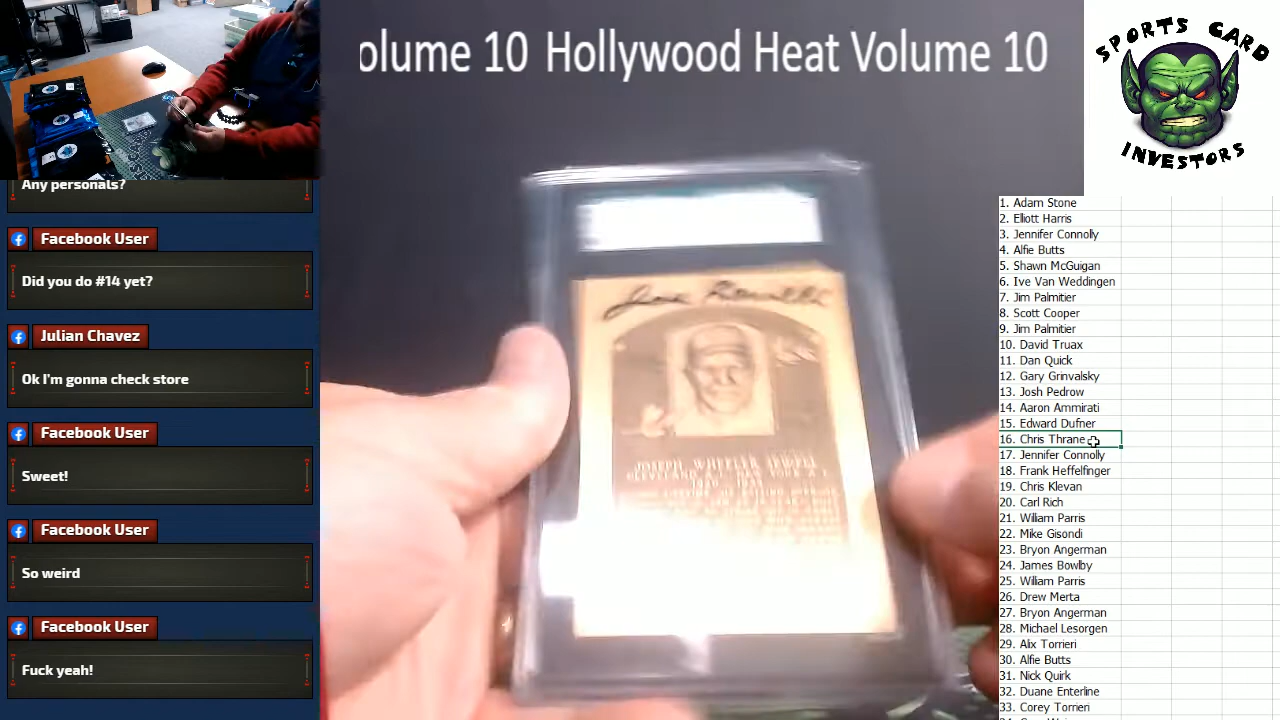 olume 10 Hollywood Heat Volume 10
SPORTS CARD
INVESTORS
Any personals?
Facebook User
Did you do #14 yet?
Julian Chavez
Ok I'm gonna check store
Facebook User
Sweet!
Facebook User
So weird
Facebook User
Fuck yeah!
JOSEPH WHEELER SEWELL
1. Adam Stone
2. Elliott Harris
3. Jennifer Connolly
4. Alfie Butts
5. Shawn McGuigan
6. Ive Van Weddingen
7. Jim Palmitier
8. Scott Cooper
9. Jim Palmitier
10. David Truax
11. Dan Quick
12. Gary Grinvalsky
13. Josh Pedrow
14. Aaron Ammirati
15. Edward Dufner
16. Chris Thrane
17. Jennifer Connolly
18. Frank Heffelfinger
19. Chris Klevan
20. Carl Rich
21. William Parris
22. Mike Gisondi
23. Bryon Angerman
24. James Bowlby
25. William Parris
26. Drew Merta
27. Bryon Angerman
28. Michael Lesorgen
29. Alix Torrieri
30. Alfie Butts
31. Nick Quirk
32. Duane Enterline
33. Corey Torrieri